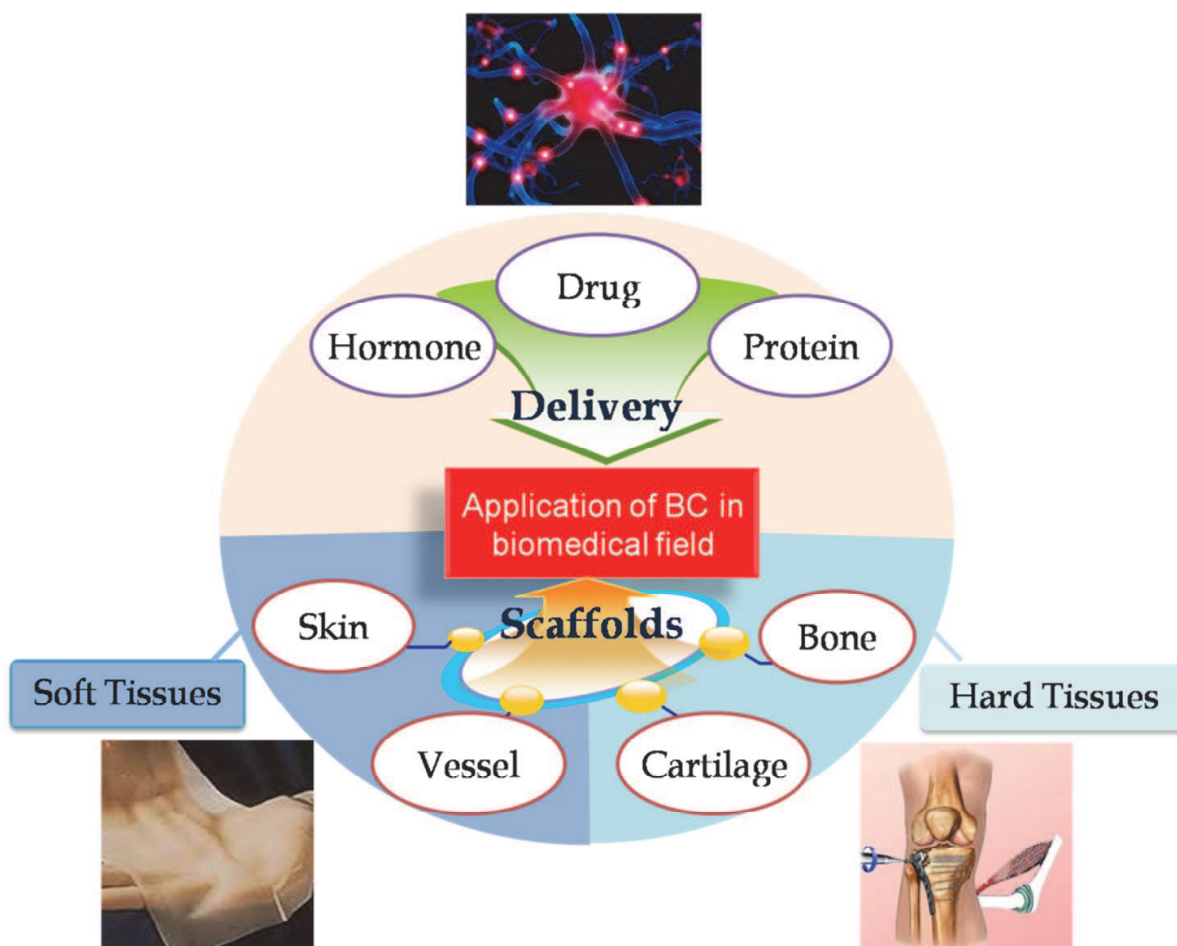 Drug
Hormone
Protein
Delivery
Application of BC in
biomedical field
Scaffolds
Skin
Bone
Soft Tissues
Hard Tissues
Vessel
Cartilage